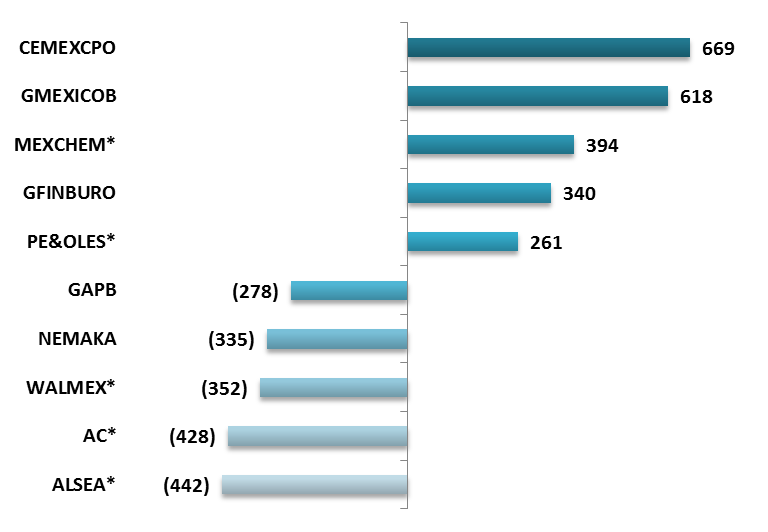 CEMEXCPO 669
GMEXICOB 618
MEXCHEM* 394
GFINBURO 340
PE&OLES* 261
GAPB (278)
NEMAKA (335)
WALMEX* (352)
AC* (428)
ALSEA* (442)